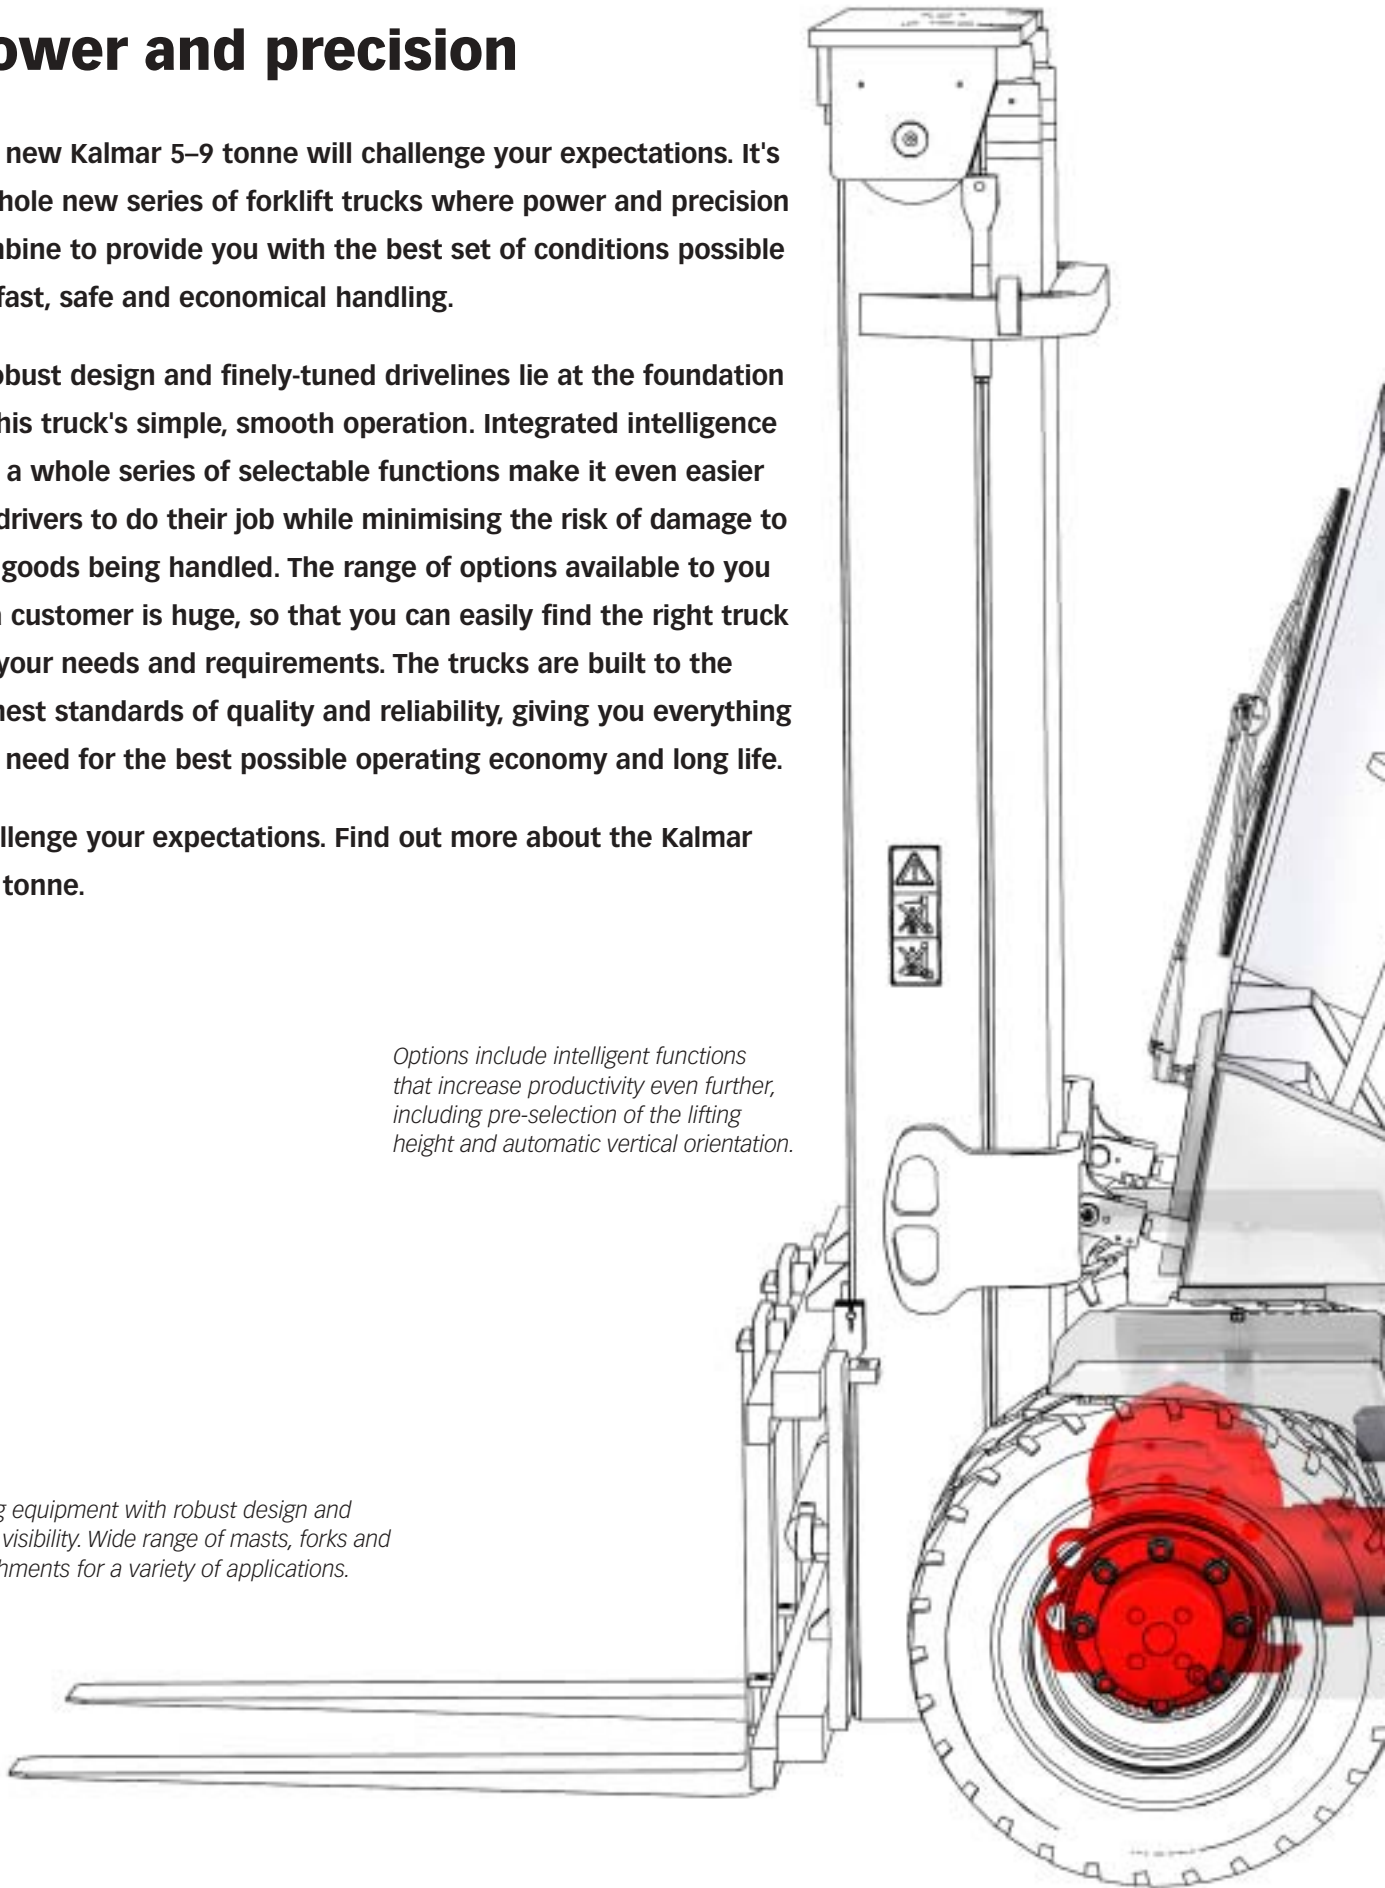 ower and precision
new Kalmar 5–9 tonne will challenge your expectations. It's
hole new series of forklift trucks where power and precision
nbine to provide you with the best set of conditions possible
fast, safe and economical handling.
obust design and finely-tuned drivelines lie at the foundation
his truck's simple, smooth operation. Integrated intelligence
a whole series of selectable functions make it even easier
drivers to do their job while minimising the risk of damage to
goods being handled. The range of options available to you
a customer is huge, so that you can easily find the right truck
your needs and requirements. The trucks are built to the
nest standards of quality and reliability, giving you everything
need for the best possible operating economy and long life.
llenge your expectations. Find out more about the Kalmar
tonne.
Options include intelligent functions
that increase productivity even further,
including pre-selection of the lifting
height and automatic vertical orientation.
g equipment with robust design and
visibility. Wide range of masts, forks and
hments for a variety of applications.